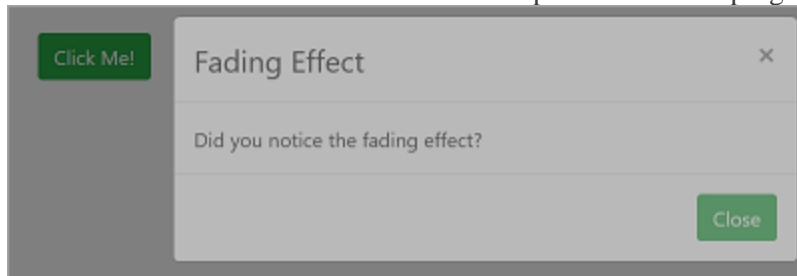 Click Me!
Fading Effect
×
Did you notice the fading effect?
Close